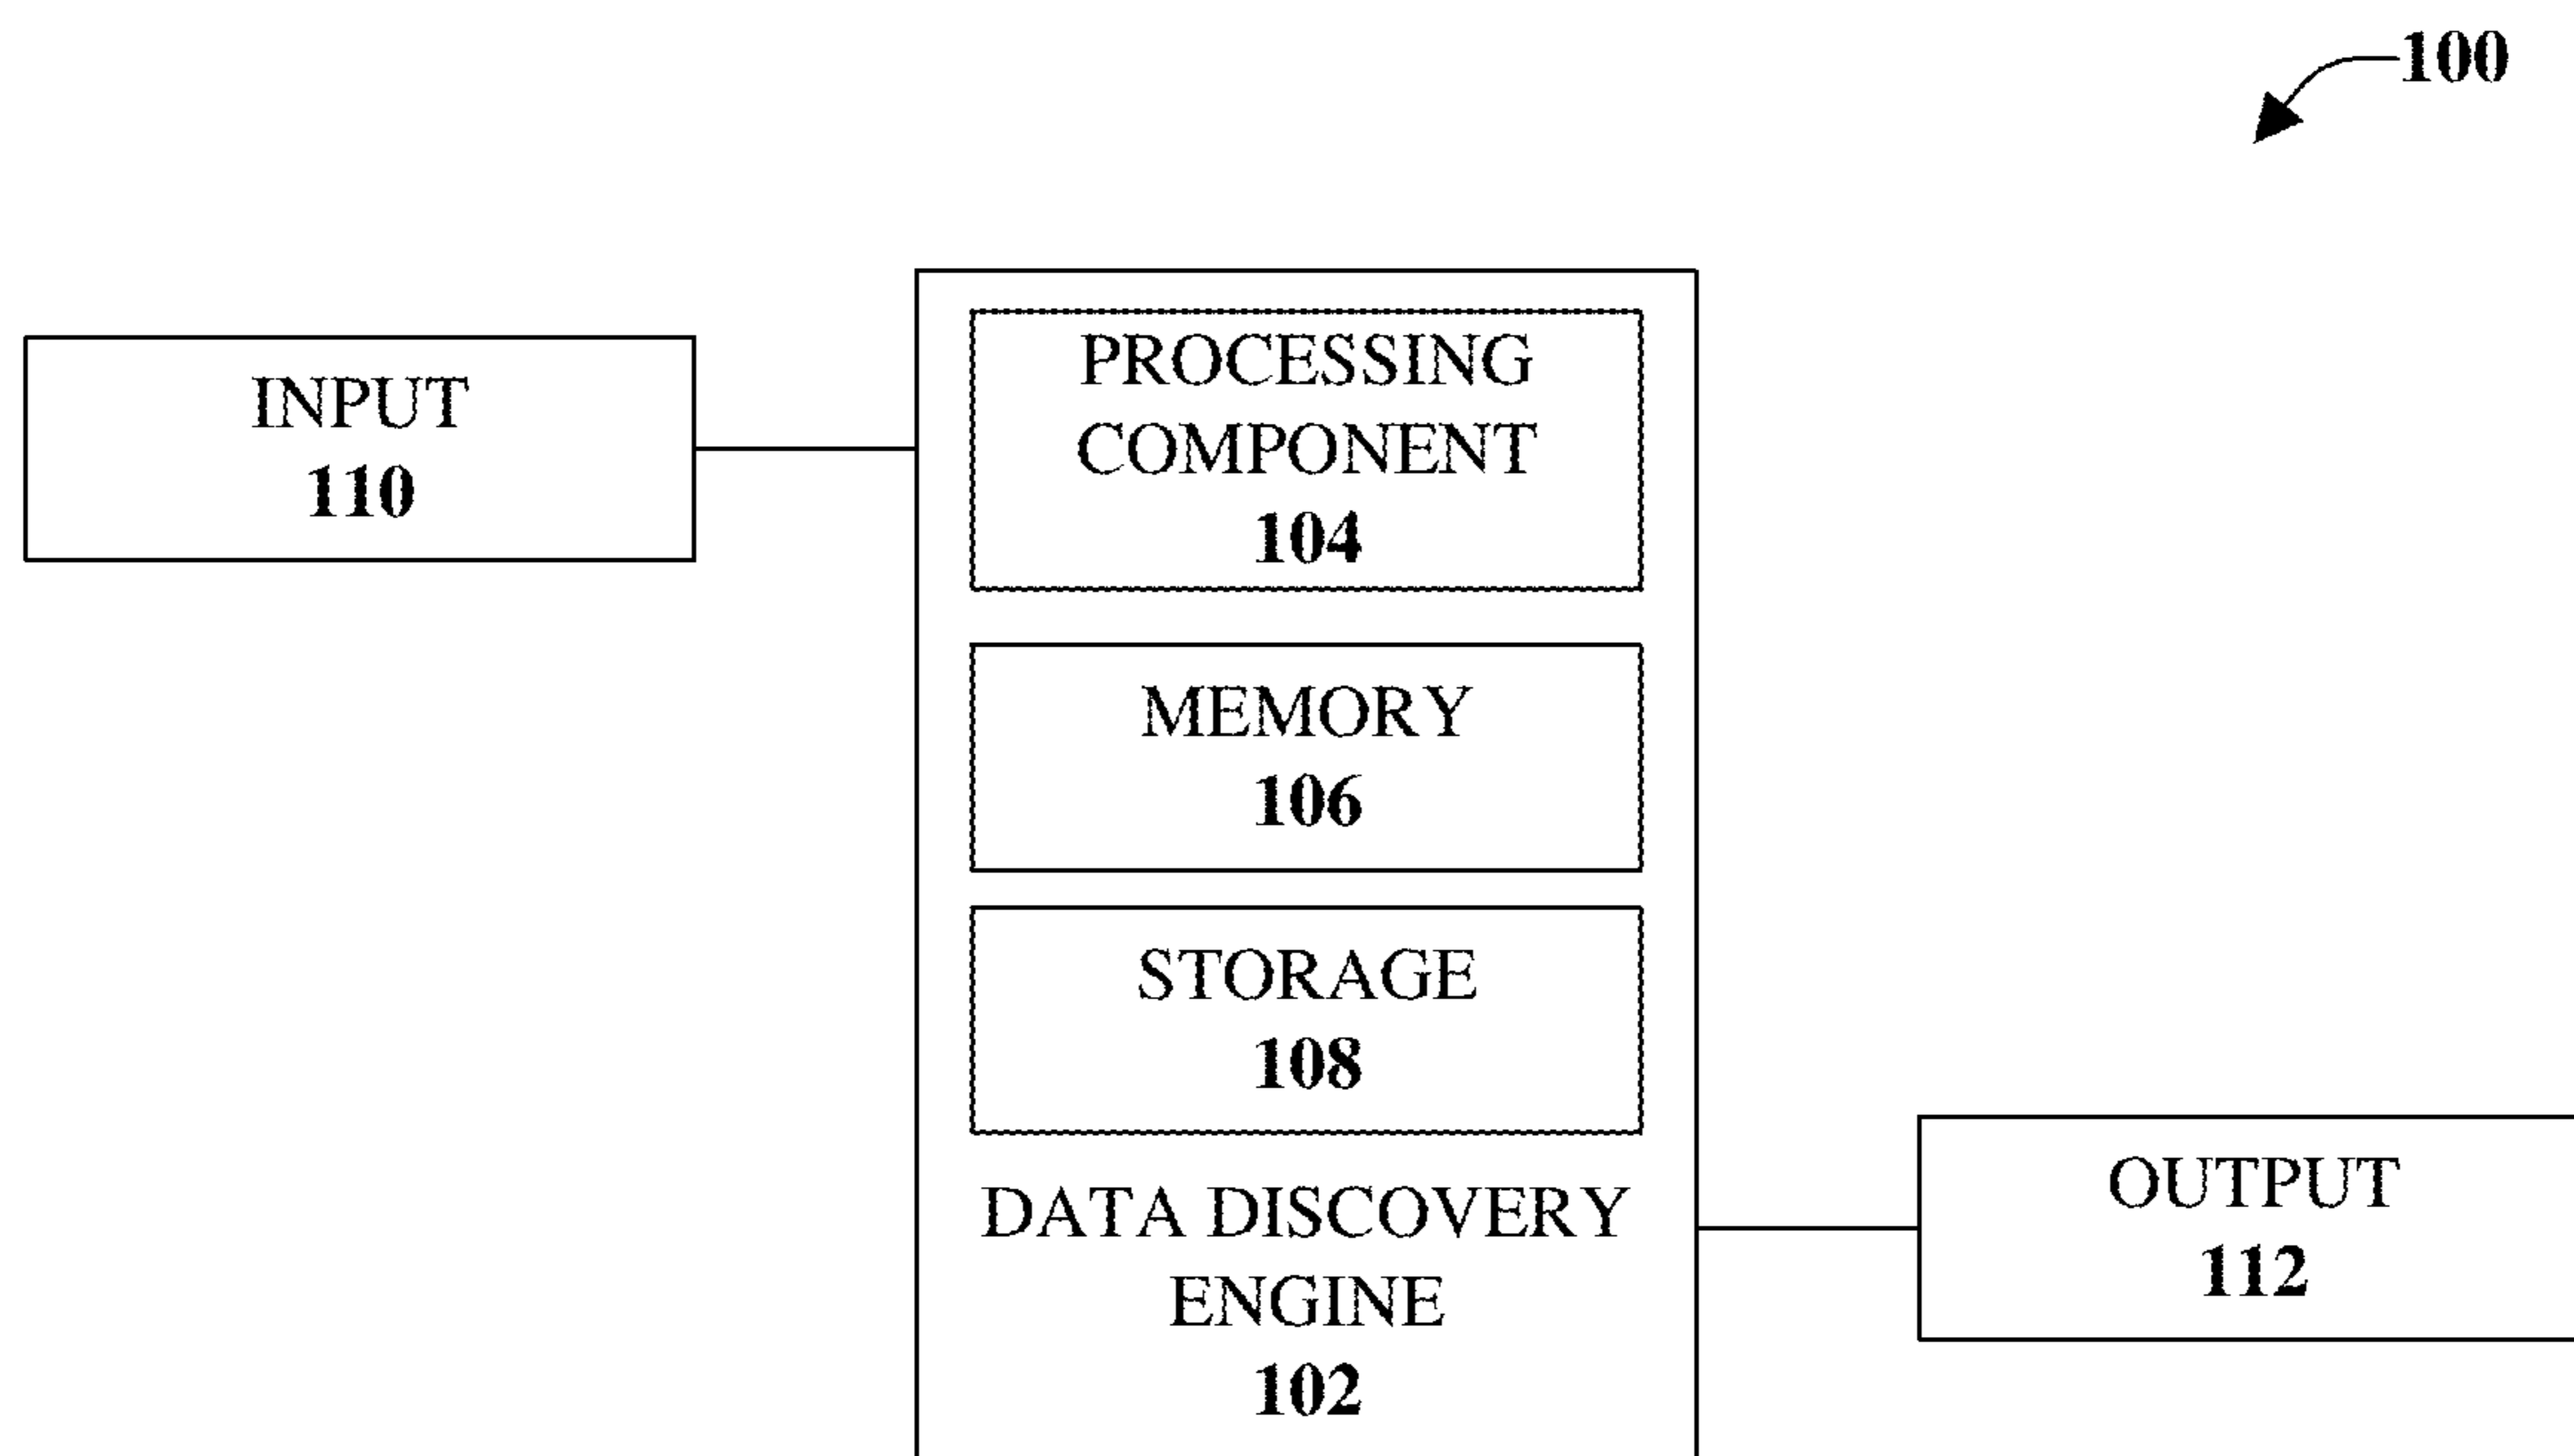 100
INPUT
110
PROCESSING
COMPONENT
104
MEMORY
106
STORAGE
108
DATA DISCOVERY
ENGINE
102
OUTPUT
112